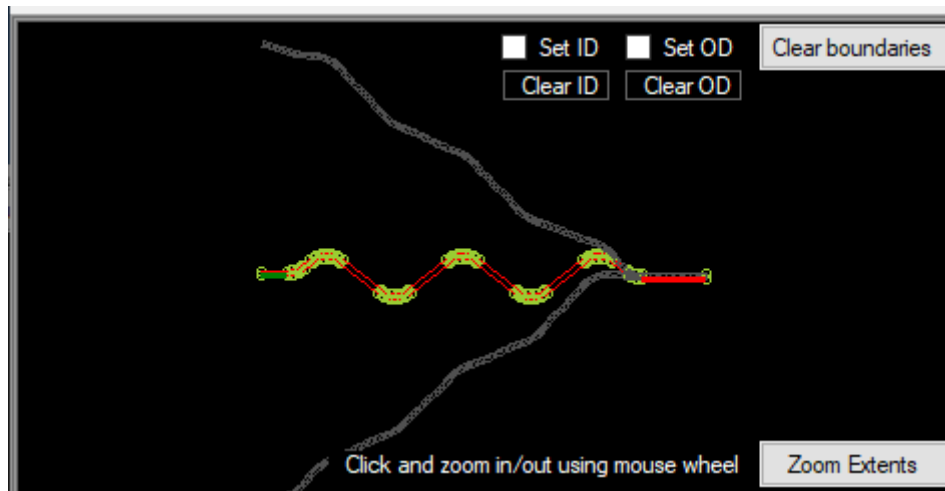 Set ID Set OD Clear boundaries
Clear ID Clear OD
Click and zoom in/out using mouse wheel Zoom Extents